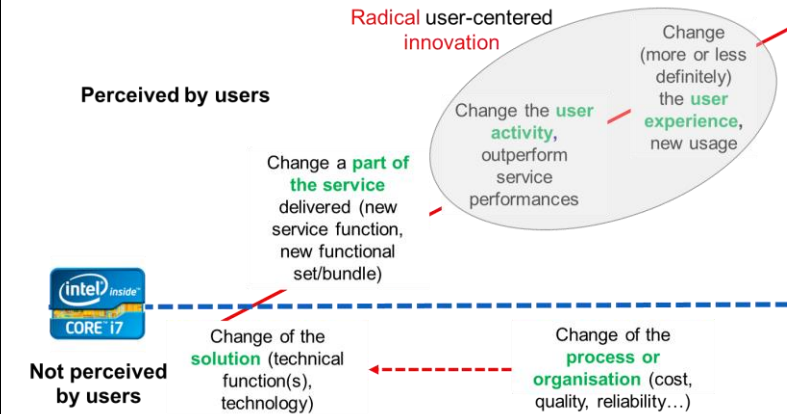 Radical user-centered
innovation
Change
(more or less
definitely)
the user
experience,
new usage
Perceived by users
Change the user
activity,
outperform
service
performances
Change a part of
the service
delivered (new
service function,
new functional
set/bundle)
intel inside™
CORE™ i7
Not perceived
by users
Change of the
solution (technical
function(s),
technology)
Change of the
process or
organisation (cost,
quality, reliability…)